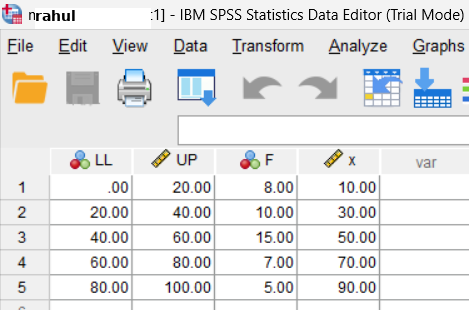 nrahul t1] - IBM SPSS Statistics Data Editor (Trial Mode)
File Edit View Data Transform Analyze Graphs
LL UP F x var
1 .00 20.00 8.00 10.00
2 20.00 40.00 10.00 30.00
3 40.00 60.00 15.00 50.00
4 60.00 80.00 7.00 70.00
5 80.00 100.00 5.00 90.00